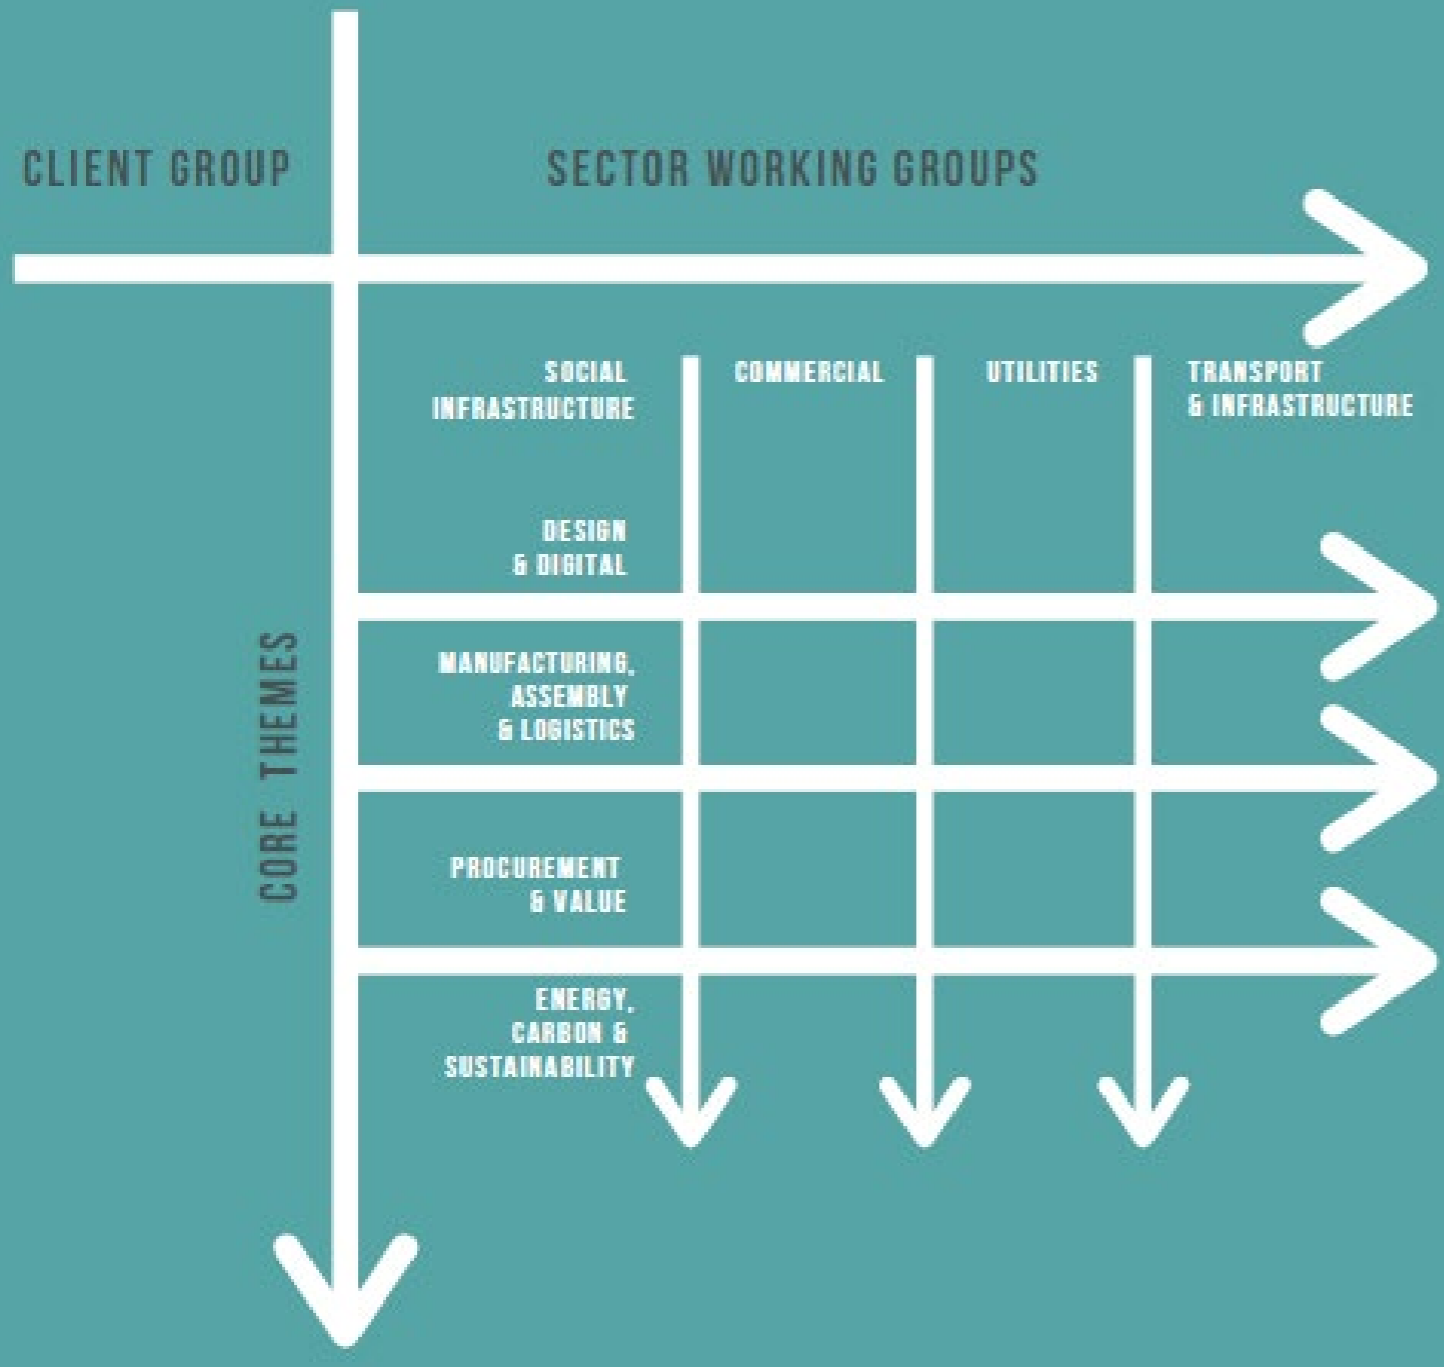 CLIENT GROUP
SECTOR WORKING GROUPS
SOCIAL
INFRASTRUCTURE
COMMERCIAL
UTILITIES
TRANSPORT
& INFRASTRUCTURE
CORE THEMES
DESIGN
& DIGITAL
MANUFACTURING,
ASSEMBLY
& LOGISTICS
PROCUREMENT
& VALUE
ENERGY,
CARBON &
SUSTAINABILITY